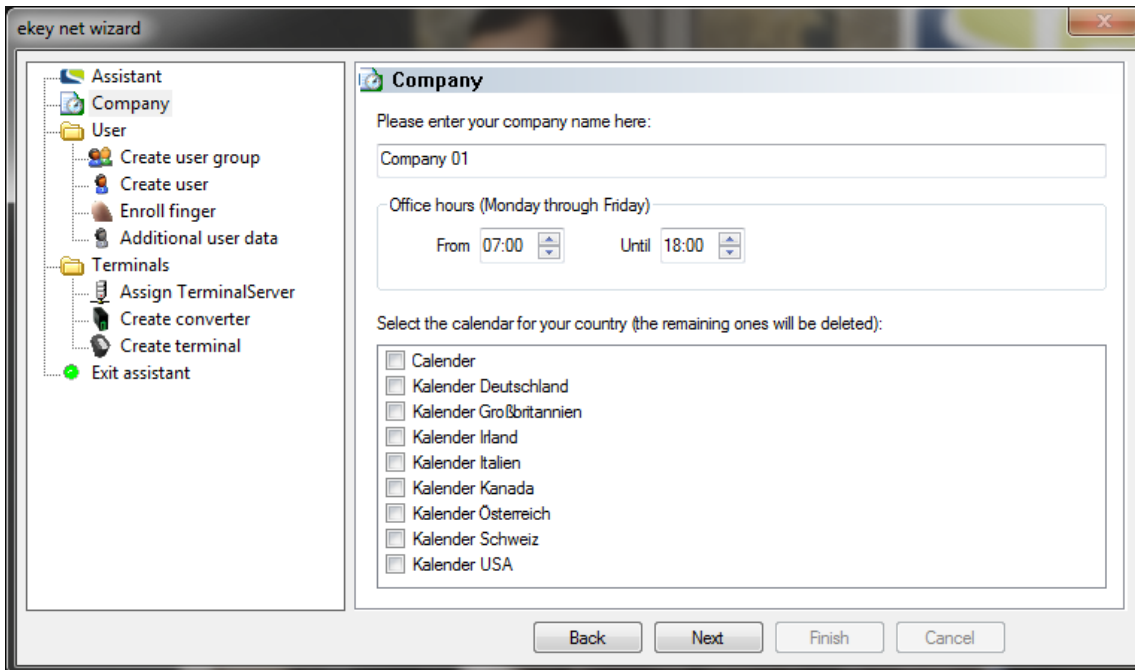 ekey net wizard
Assistant
Company
User
Create user group
Create user
Enroll finger
Additional user data
Terminals
Assign TerminalServer
Create converter
Create terminal
Exit assistant
Company
Please enter your company name here:
Company 01
Office hours (Monday through Friday)
From 07:00 Until 18:00
Select the calendar for your country (the remaining ones will be deleted):
Calender
Kalender Deutschland
Kalender Großbritannien
Kalender Irland
Kalender Italien
Kalender Kanada
Kalender Österreich
Kalender Schweiz
Kalender USA
Back Next Finish Cancel